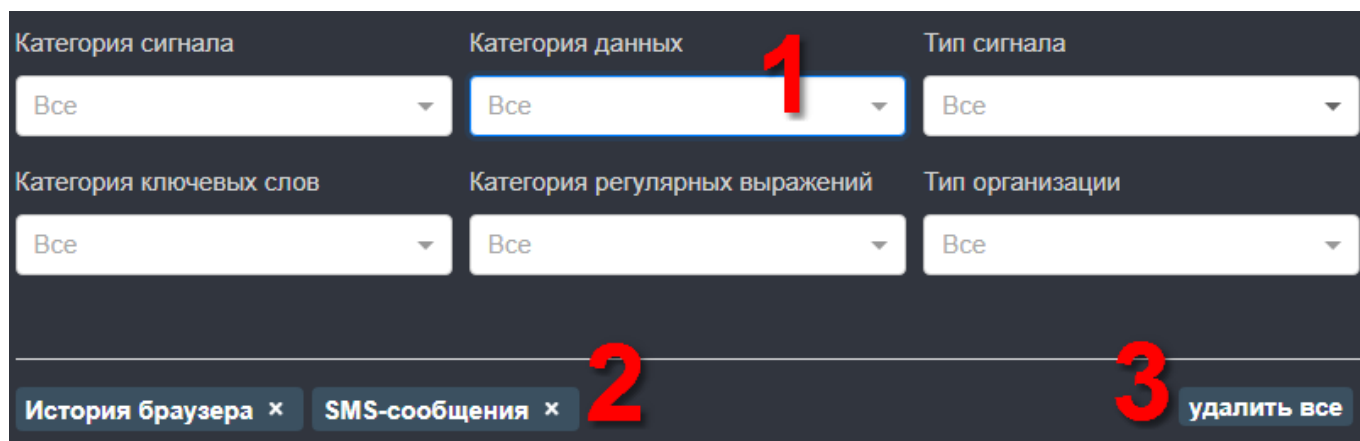 Категория сигнала Категория данных Тип сигнала
1
Все Все Все
Категория ключевых слов Категория регулярных выражений Тип организации
Все Все Все
2 3
История браузера × SMS-сообщения × удалить все